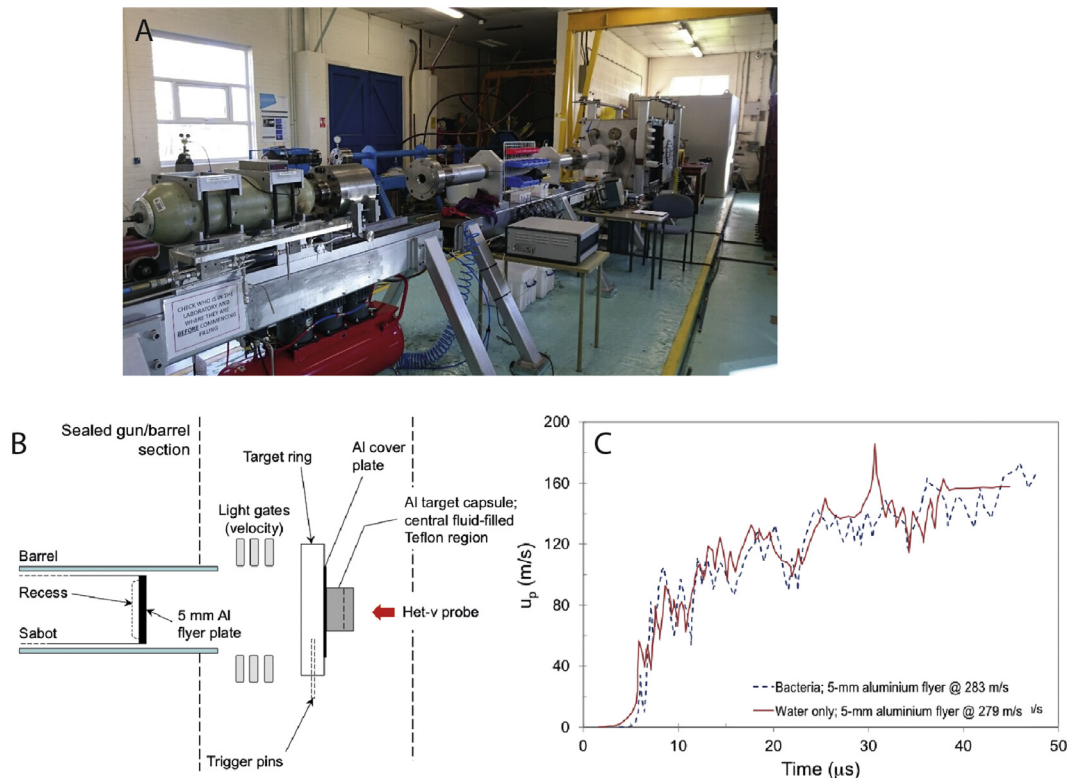 A
CHECK WHO IS IN THE
LABORATORY AND
WHERE THEY ARE
BEFORE COMMENCING
FILLING
B
Sealed gun/barrel
section
Target ring
Al cover
plate
Light gates
(velocity)
Al target capsule;
central fluid-filled
Teflon region
Barrel
Recess
5 mm Al
flyer plate
Sabot
Het-v probe
Trigger pins
C
200
160
120
80
40
0
u_p (m/s)
Bacteria; 5-mm aluminium flyer @ 283 m/s
Water only; 5-mm aluminium flyer @ 279 m/s ı/s
0 10 20 30 40 50
Time (μs)